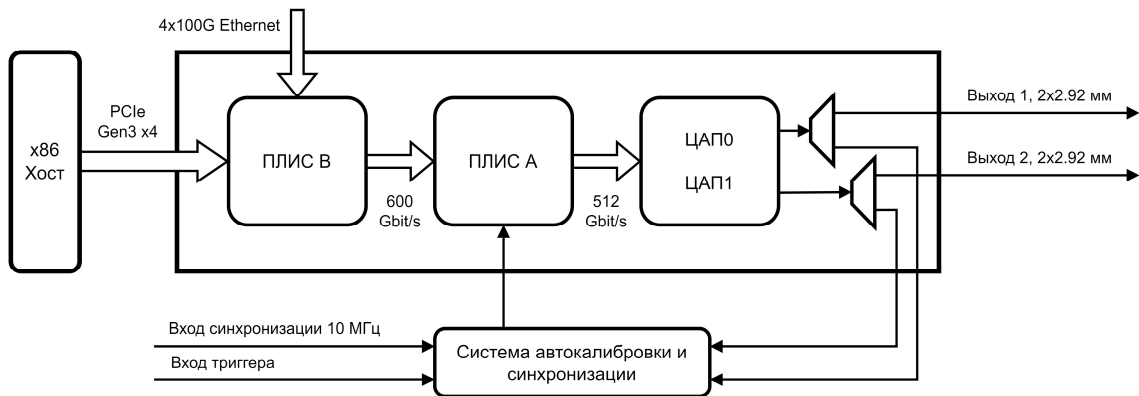 4x100G Ethernet
PCIe
Gen3 x4
x86
Хост
ПЛИС B
600
Gbit/s
ПЛИС А
512
Gbit/s
ЦАП0
ЦАП1
Выход 1, 2x2.92 мм
Выход 2, 2x2.92 мм
Вход синхронизации 10 МГц
Вход триггера
Система автокалибровки и
синхронизации